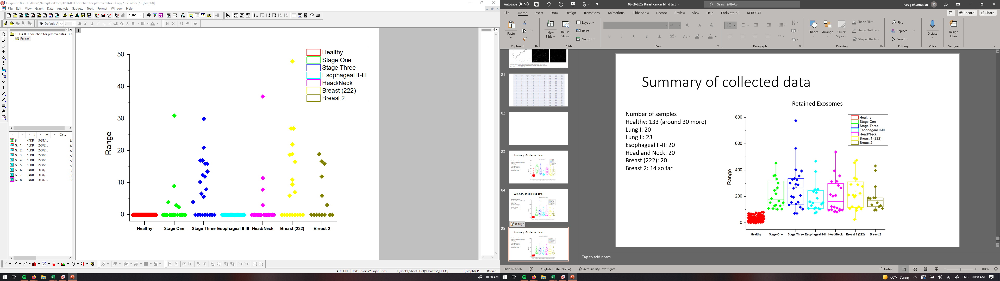 OriginPro 8.5 - C:\Users\Nareg\Desktop\UPDATED box chart for plasma datas - Copy * - /Folder1/ - [Graph8]
File Edit View Graph Data Analysis Gadgets Tools Format Window Help
100%
Default: A 0
UPDATED box chart for plasma datas - Co
Folder1
M. Co...
B.. 44KB 3/31/... 2/
G. 1 10KB 2/3/2... 2/
G. 2 10KB 2/3/2... 2/
G. 3 10KB 2/3/2... 2/
G. 4 10KB 2/3/2... 2/
G. 5 10KB 2/3/2... 2/
G. 6 14KB 3/31/... 3/
G. 7 14KB 3/31/... 3/
G. 8 14KB 3/31/... 3/
1
Healthy
Stage One
Stage Three
Esophageal II-III
Head/Neck
Breast (222)
Breast 2
50
40
30
20
10
0
Range
Healthy Stage One Stage Three Esophageal II-III Head/Neck Breast (222) Breast 2
AU : ON Dark Colors & Light Grids 1:[Book1]Sheet1!Col("Healthy")[1:136] 1:[Graph8]1!1 Radian
10:58 AM
AutoSave Off 03-09-2022 Breast cancer blind test Search (Alt+Q) nareg ohannesian NO
File Home Insert Draw Design Transitions Animations Slide Show Record Review View Help EndNote X8 ACROBAT Record Share
Paste
Clipboard
New Slide
Reuse Slides
Layout
Reset
Section
Slides
Font
Paragraph
Shapes
Arrange
Quick Styles
Shape Fill
Shape Outline
Shape Effects
Drawing
Find
Replace
Select
Editing
Dictate
Voice
Design Ideas
Designer
81
82
83
Summary of collected data
84
Summary of collected data
(Ctrl)
85
Summary of collected data
Summary of collected data
Retained Exosomes
Number of samples
Healthy: 133 (around 30 more)
Lung I: 20
Lung II: 23
Esophageal II-II: 20
Head and Neck: 20
Breast (222): 20
Breast 2: 14 so far
Healthy
Stage One
Stage Three
Esophageal II-III
Head/Neck
Breast 1 (222)
Breast 2
800
600
400
200
0
Range
Healthy Stage One Stage Three Esophageal II-III Head/Neck Breast 1 (222) Breast 2
Tap to add notes
Slide 85 of 86 English (United States) Accessibility: Investigate Notes 104%
60°F Sunny ENG 10:58 AM